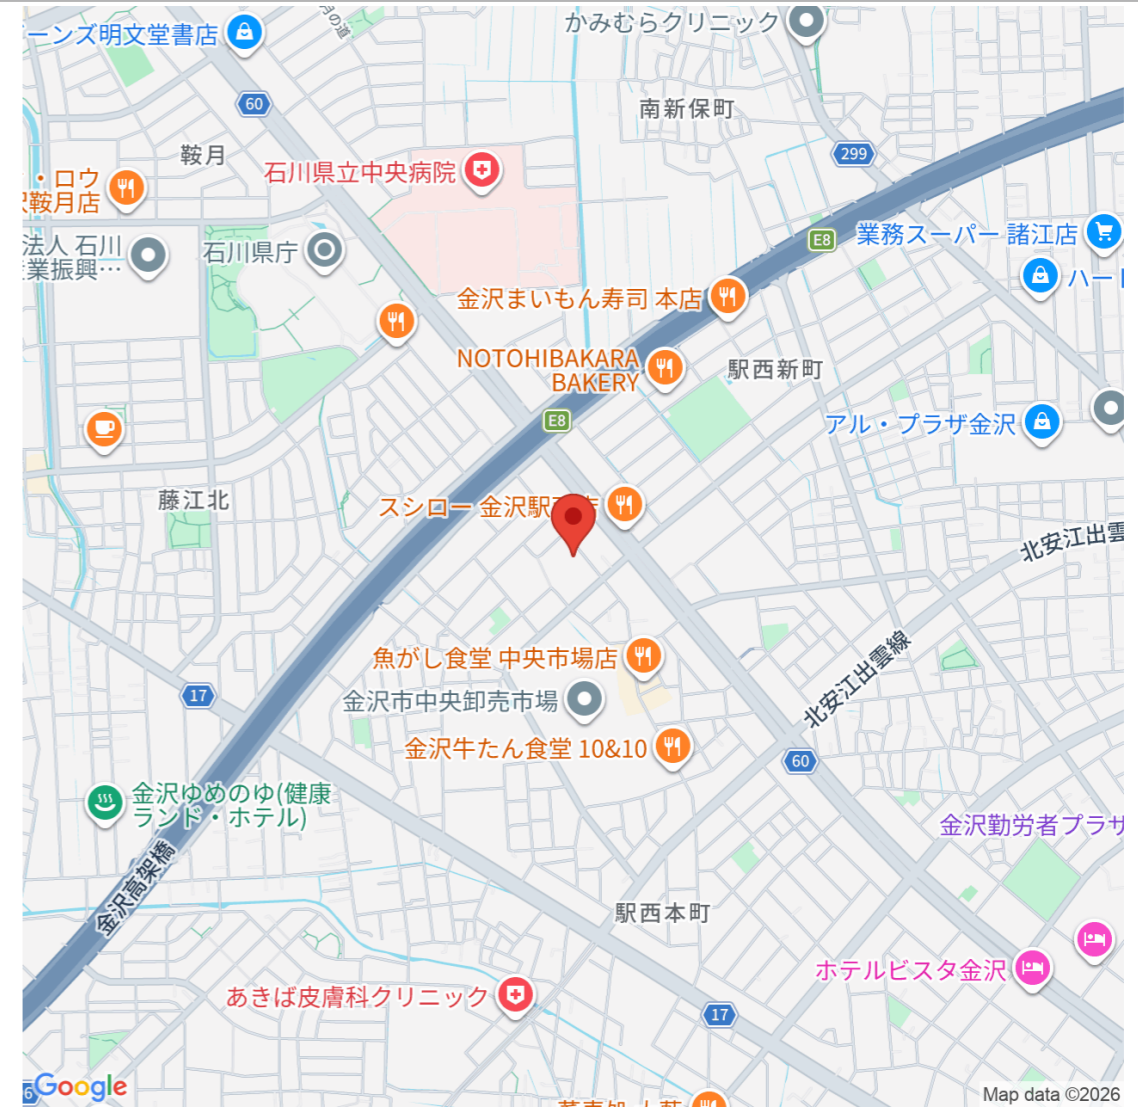 ーンズ明文堂書店
かみむらクリニック
60
南新保町
299
鞍月
石川県立中央病院
・ロウ
鞍月店
法人 石川
業振興…
石川県庁
E8
業務スーパー 諸江店
ハート
金沢まいもん寿司 本店
NOTOHIBAKARA
BAKERY
駅西新町
E8
アル・プラザ金沢
藤江北
スシロー 金沢駅
北安江出雲
魚がし食堂 中央市場店
北安江出雲線
金沢市中央卸売市場
17
金沢牛たん食堂 10&10
60
金沢ゆめのゆ(健康
ランド・ホテル)
金沢勤労者プラザ
金沢高架橋
駅西本町
ホテルビスタ金沢
あきば皮膚科クリニック
17
Google
Map data ©2026